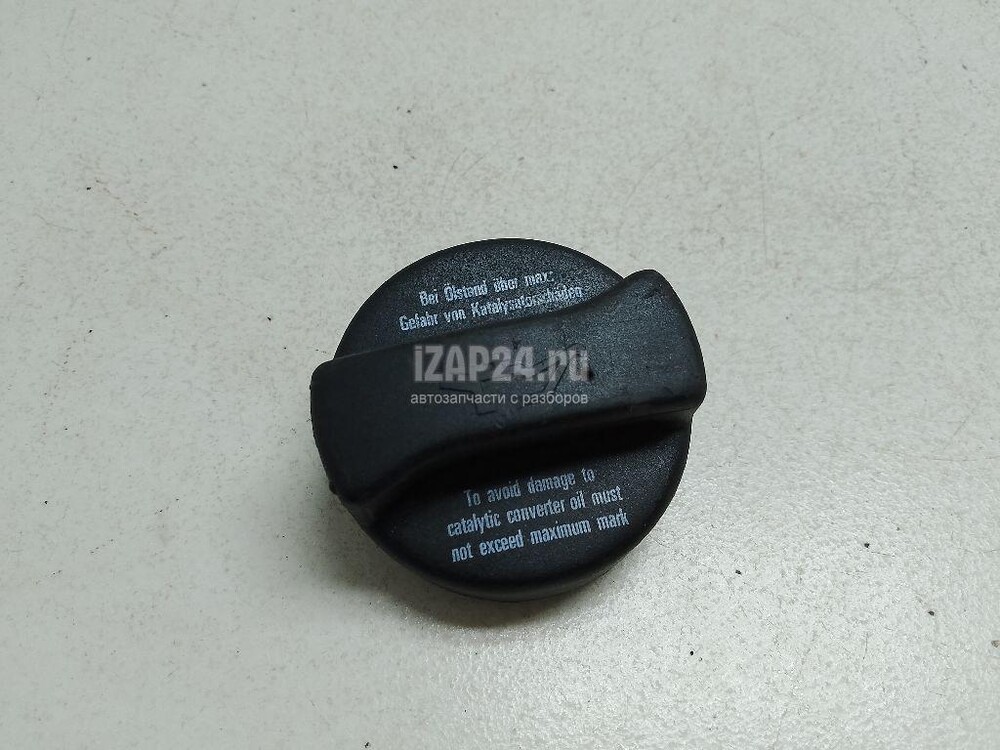 Bei Ölstand über max:
Gefahr von Katalysatorschäden
iZAP24.ru
автозапчасти с разборов
To avoid damage to
catalytic converter oil must
not exceed maximum mark